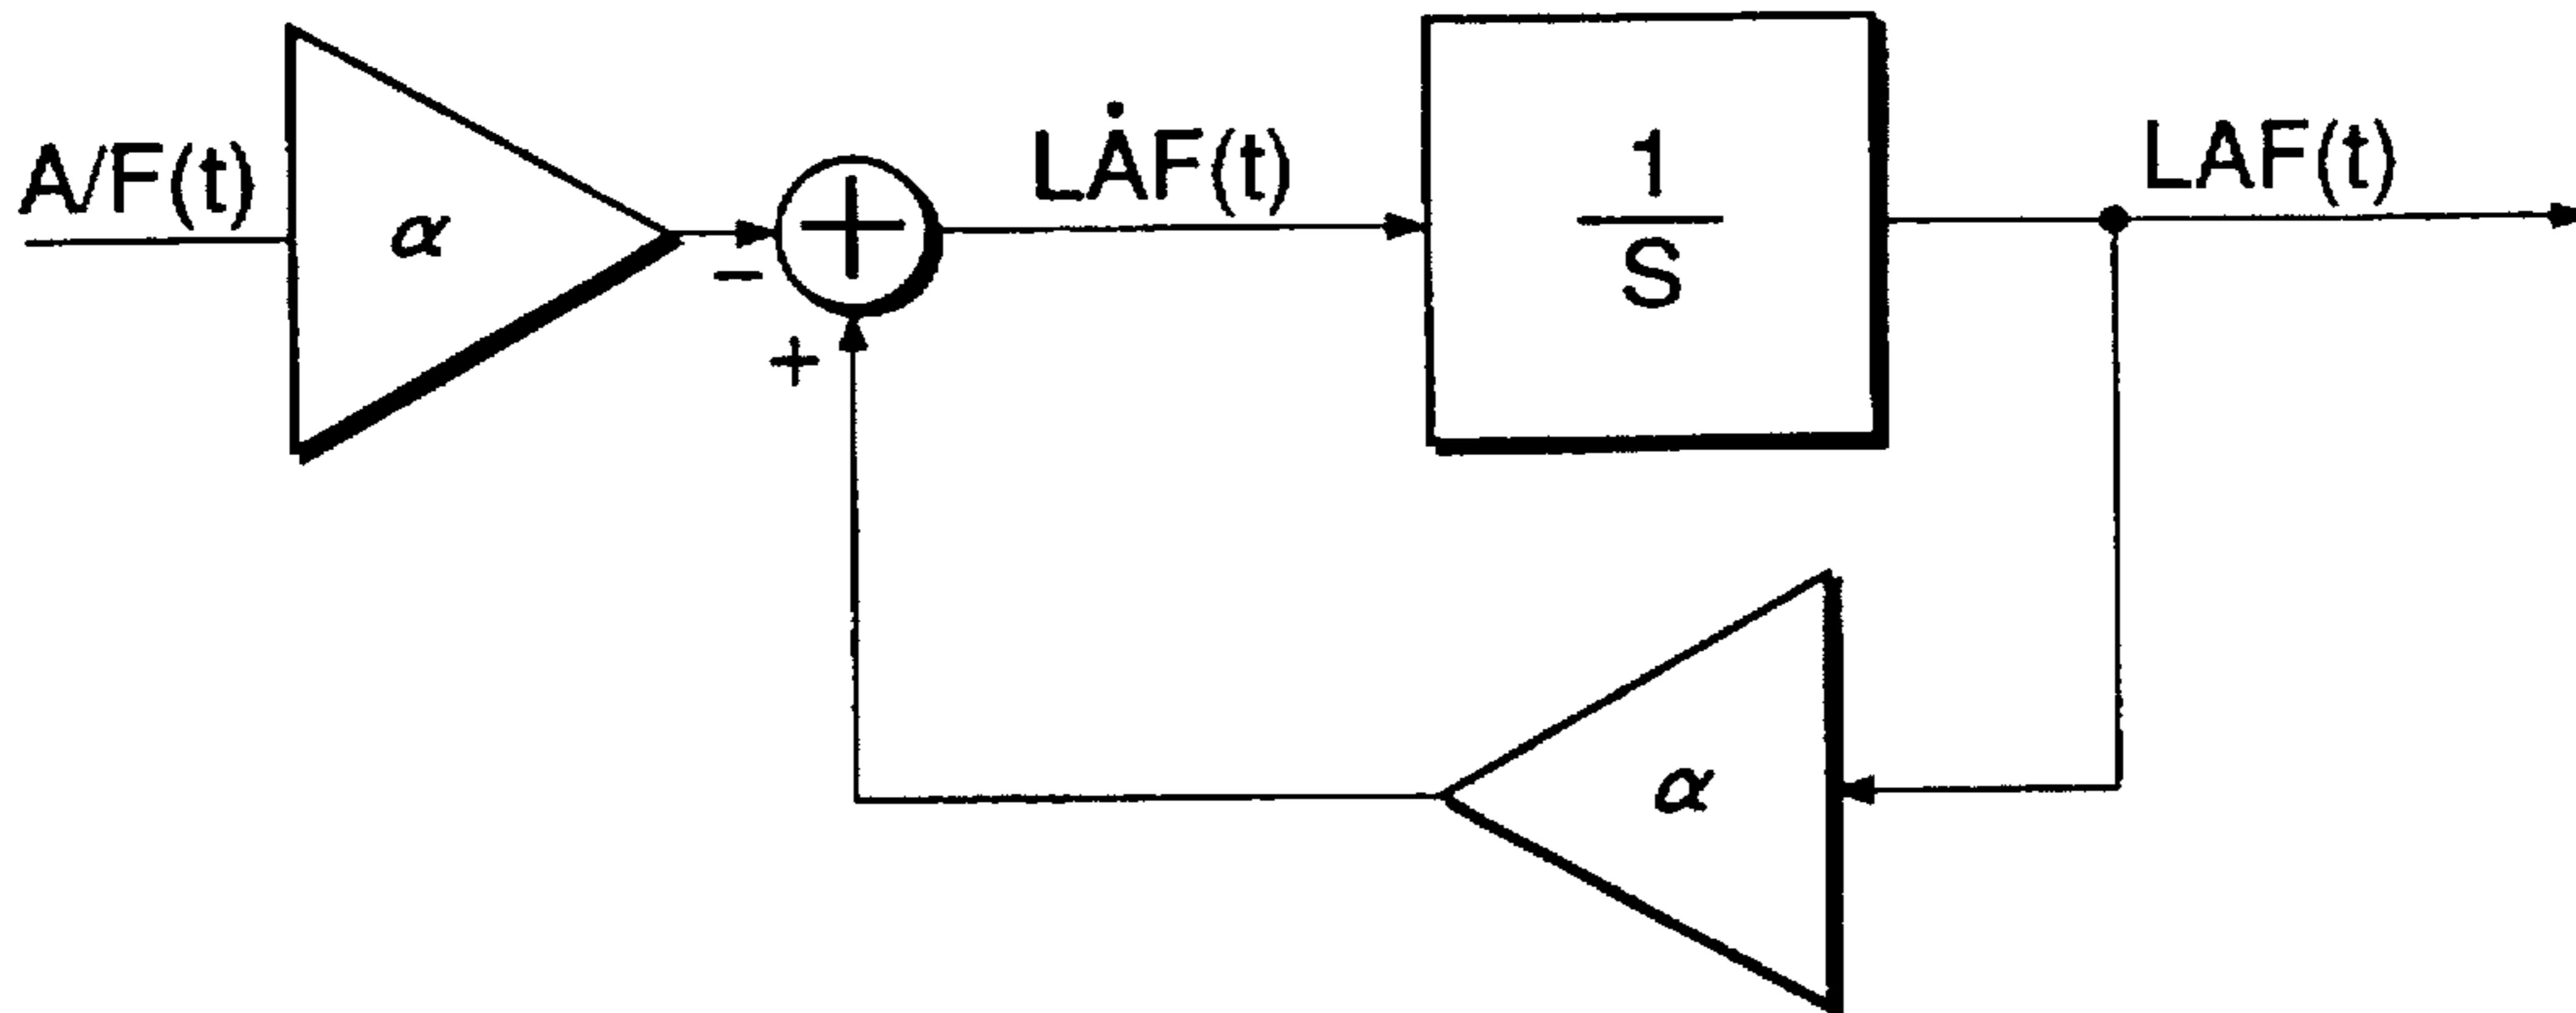 A/F(t)
α
−
+
+
LȦF(t)
1
S
LAF(t)
α